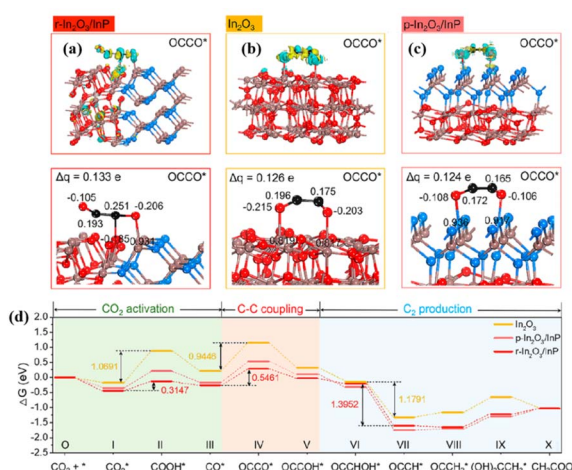 r-In₂O₃/InP
In₂O₃
p-In₂O₃/InP
(a) OCCO*
(b) OCCO*
(c) OCCO*
Δq = 0.133 e OCCO*
-0.105 0.251 -0.206
0.193
Δq = 0.126 e OCCO*
0.196 0.175
-0.215 -0.203
Δq = 0.124 e OCCO*
0.165
-0.108 0.172 -0.106
(d)
CO₂ activation
C-C coupling
C₂ production
ΔG (eV)
2.0
1.5
1.0
0.5
0.0
-0.5
-1.0
-1.5
-2.0
-2.5
1.0691
0.3147
0.9446
0.5461
1.3952
1.1791
In₂O₃
p-In₂O₃/InP
r-In₂O₃/InP
O I II III IV V VI VII VIII IX X
CO₂ + * CO₂* COOH* CO* OCCO* OCCOH* OCCHOH*